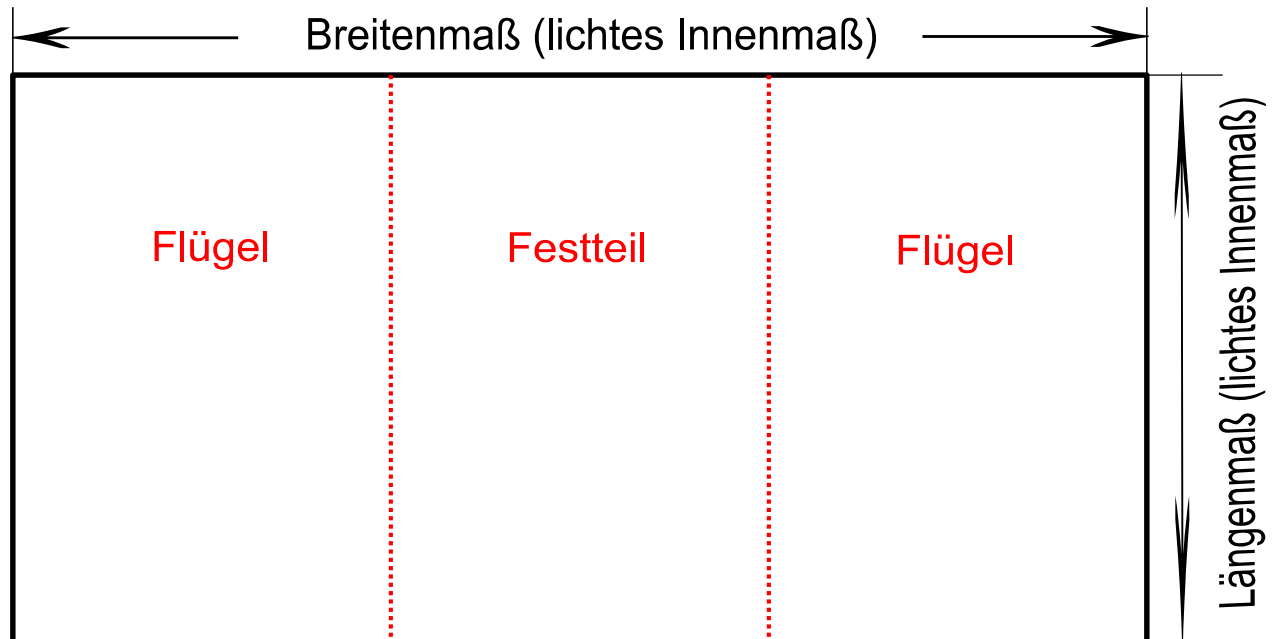 Breitenmaß (lichtes Innenmaß)
Flügel
Festteil
Flügel
Längenmaß (lichtes Innenmaß)